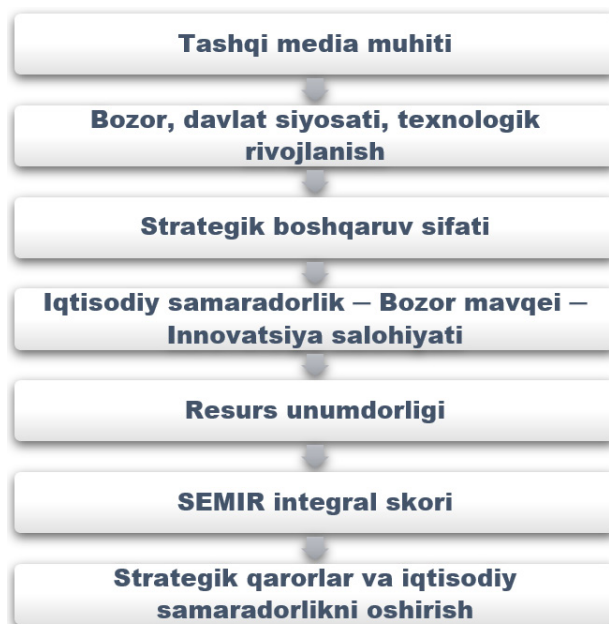 Tashqi media muhiti
Bozor, davlat siyosati, texnologik
rivojlanish
Strategik boshqaruv sifati
Iqtisodiy samaradorlik — Bozor mavqei —
Innovatsiya salohiyati
Resurs unumdorligi
SEMIR integral skori
Strategik qarorlar va iqtisodiy
samaradorlikni oshirish